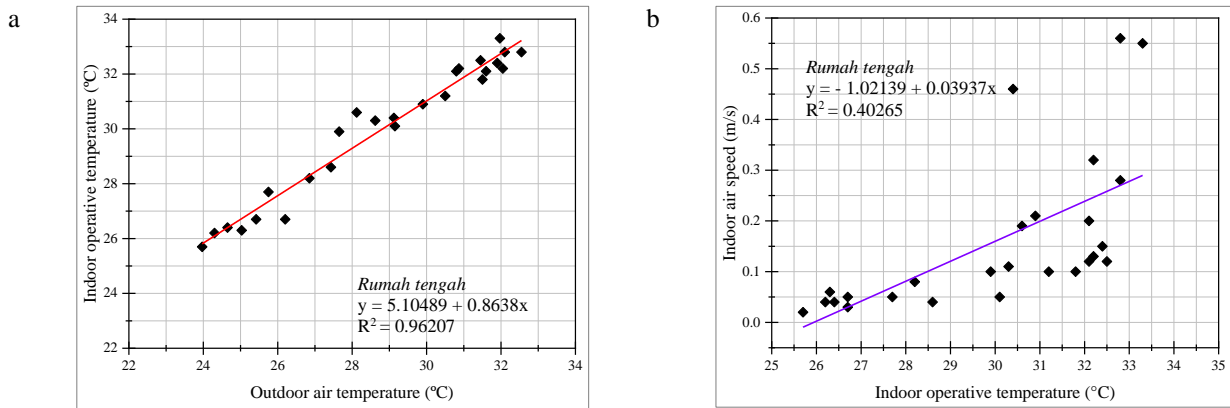 a
34
32
30
28
26
24
22
Indoor operative temperature (ºC)
Rumah tengah
y = 5.10489 + 0.8638x
R² = 0.96207
22 24 26 28 30 32 34
Outdoor air temperature (ºC)
b
0.6
0.5
0.4
0.3
0.2
0.1
0.0
Indoor air speed (m/s)
Rumah tengah
y = - 1.02139 + 0.03937x
R² = 0.40265
25 26 27 28 29 30 31 32 33 34 35
Indoor operative temperature (°C)